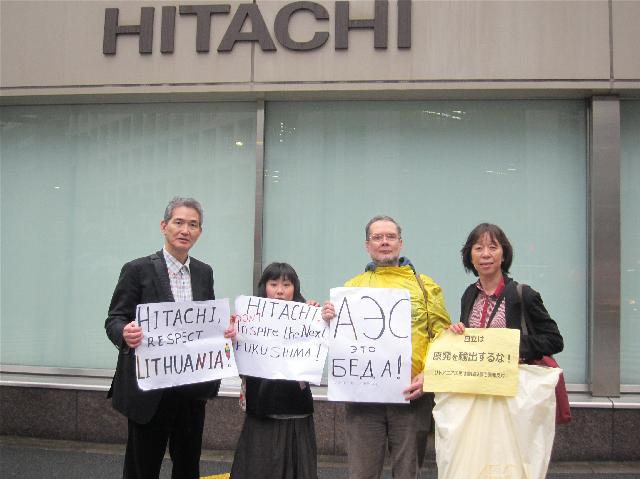 HITACHI
HITACHI,
RESPECT
LITHUANIA!
HITACHI,
Don't
Inspire the Next
FUKUSHIMA!
АЭС
ЭТО
БЕДА!
日立は
原発を輸出するな!